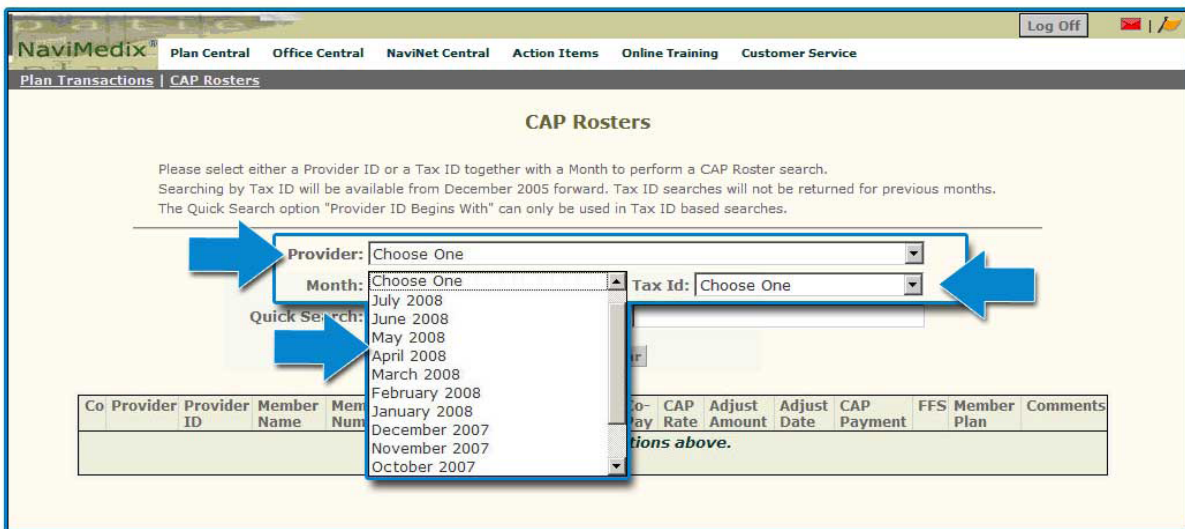 Log Off
NaviMedix® Plan Central Office Central NaviNet Central Action Items Online Training Customer Service
Plan Transactions | CAP Rosters
CAP Rosters
Please select either a Provider ID or a Tax ID together with a Month to perform a CAP Roster search.
Searching by Tax ID will be available from December 2005 forward. Tax ID searches will not be returned for previous months.
The Quick Search option "Provider ID Begins With" can only be used in Tax ID based searches.
Provider: Choose One
Month: Choose One Tax Id: Choose One
July 2008
Quick Search: June 2008
May 2008
April 2008
March 2008
February 2008
January 2008
December 2007
November 2007
October 2007
Co Provider Provider ID Member Name CAP Rate Adjust Amount Adjust Date CAP Payment FFS Member Plan Comments
above.